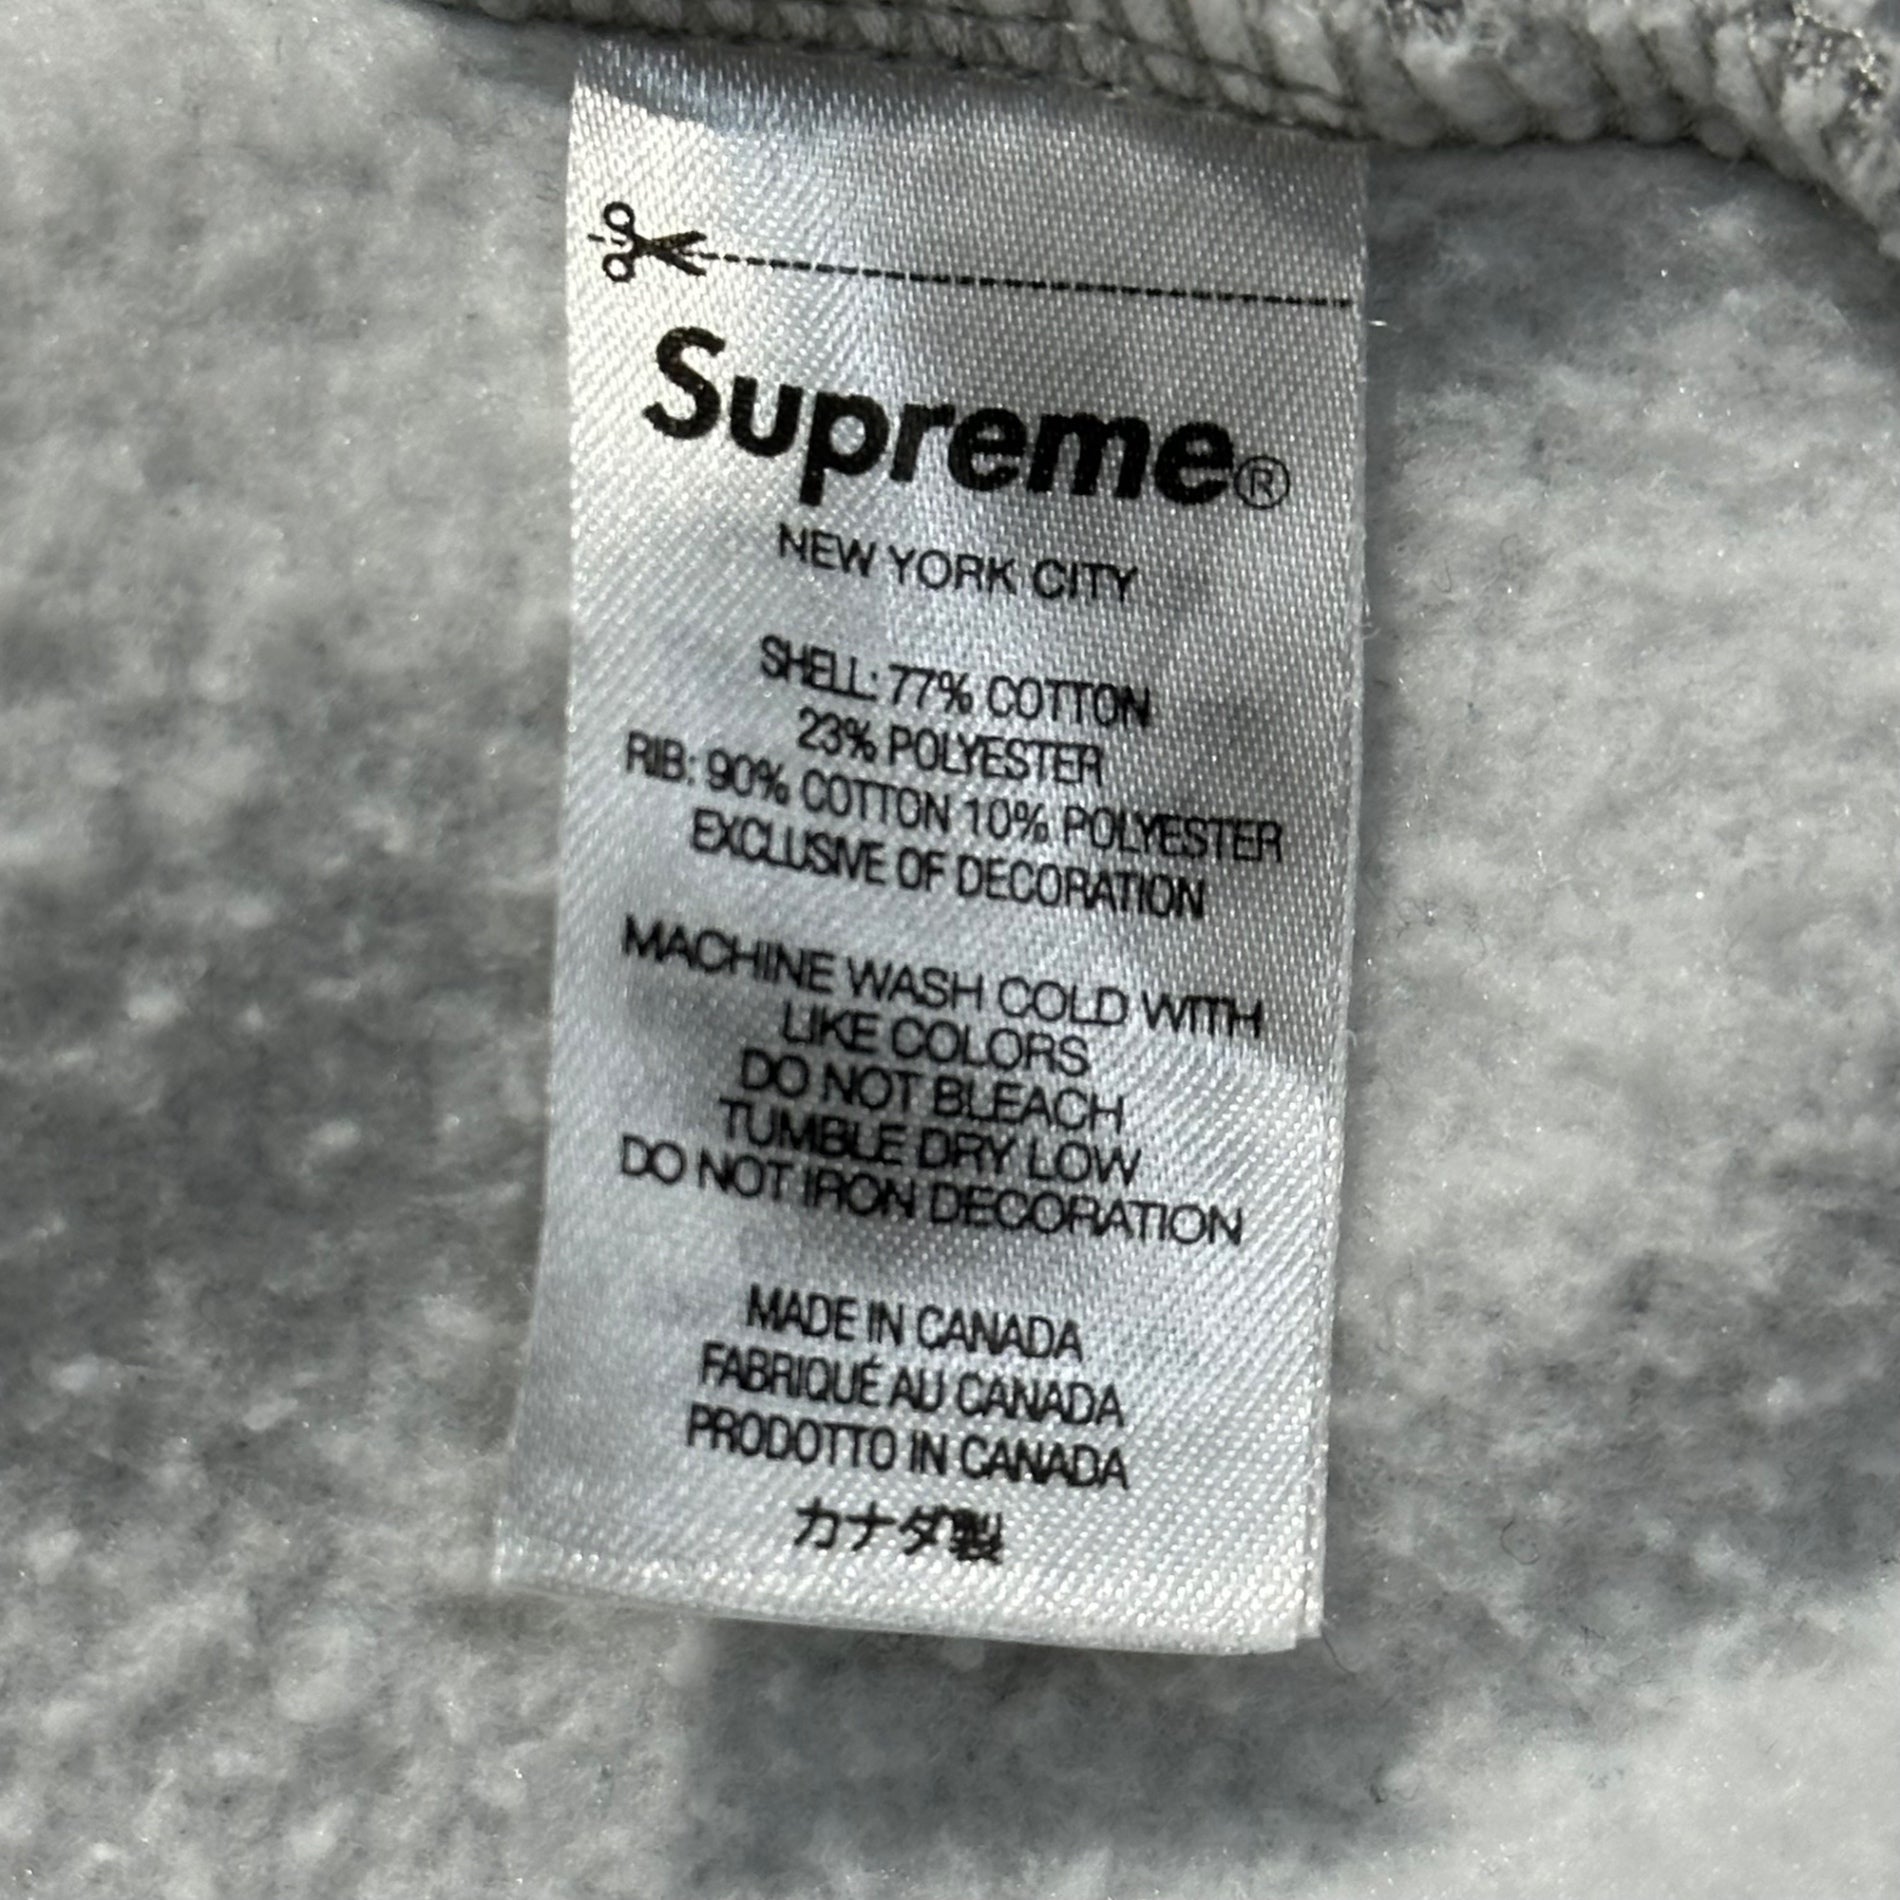 Supreme®
NEW YORK CITY
SHELL: 77% COTTON
23% POLYESTER
RIB: 90% COTTON 10% POLYESTER
EXCLUSIVE OF DECORATION
MACHINE WASH COLD WITH
LIKE COLORS
DO NOT BLEACH
TUMBLE DRY LOW
DO NOT IRON DECORATION
MADE IN CANADA
FABRIQUÉ AU CANADA
PRODOTTO IN CANADA
カナダ製